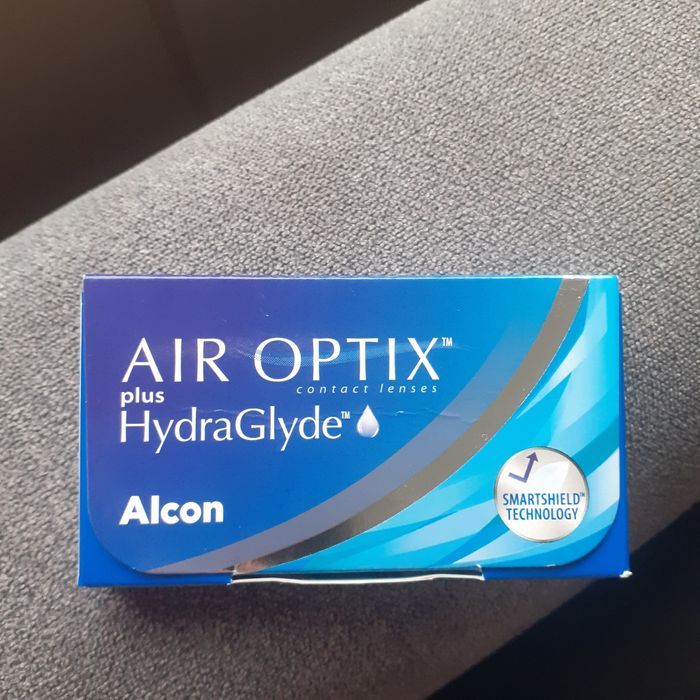 AIR OPTIX™
contact lenses
plus
HydraGlyde™
Alcon
SMARTSHIELD™
TECHNOLOGY